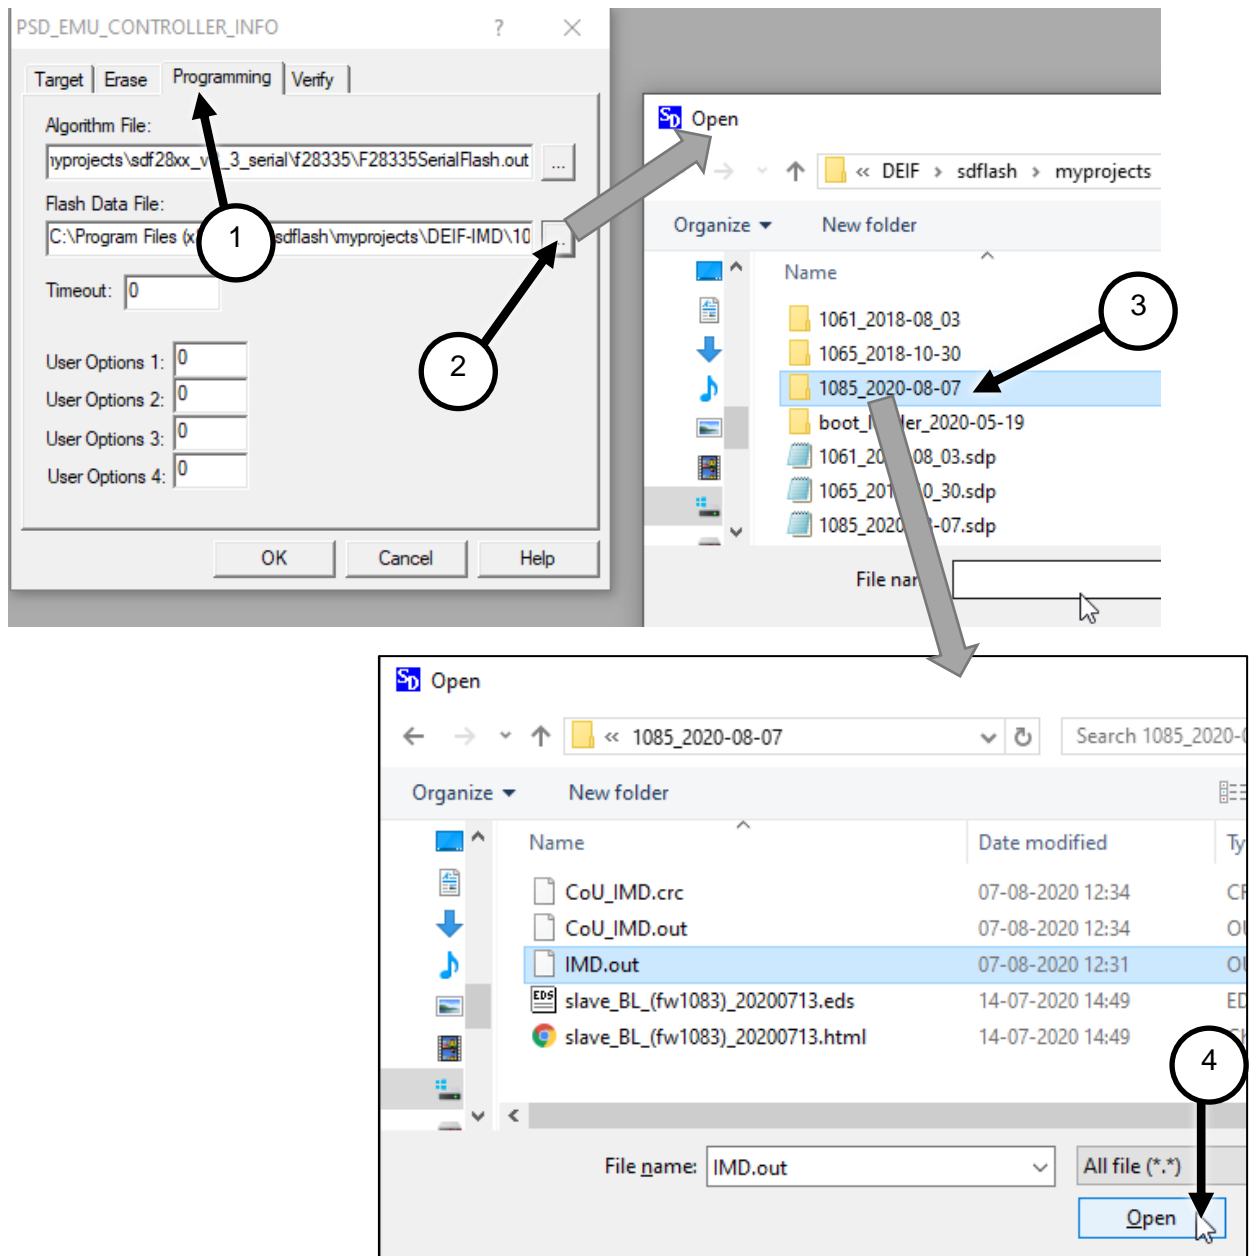 PSD_EMU_CONTROLLER_INFO
Target Erase Programming Verify
Algorithm File:
yprojects\sdf28xx_v _3_serial\f28335\F28335SerialFlash.out ...
Flash Data File:
C:\Program Files (x sdflash\myprojects\DEIF-IMD\10
Timeout: 0
User Options 1: 0
User Options 2: 0
User Options 3: 0
User Options 4: 0
OK Cancel Help
1
2
SD Open
« DEIF › sdflash › myprojects
Organize New folder
Name
1061_2018-08_03
1065_2018-10-30
1085_2020-08-07
boot_ er_2020-05-19
1061_20 08_03.sdp
1065_201 0_30.sdp
1085_2020 -07.sdp
File nar
3
SD Open
« 1085_2020-08-07 Search 1085_2020-
Organize New folder
Name Date modified Ty
CoU_IMD.crc 07-08-2020 12:34
CoU_IMD.out 07-08-2020 12:34
IMD.out 07-08-2020 12:31
EDS slave_BL_(fw1083)_20200713.eds 14-07-2020 14:49
slave_BL_(fw1083)_20200713.html 14-07-2020 14:49
4
File name: IMD.out All file (*.*)
Open